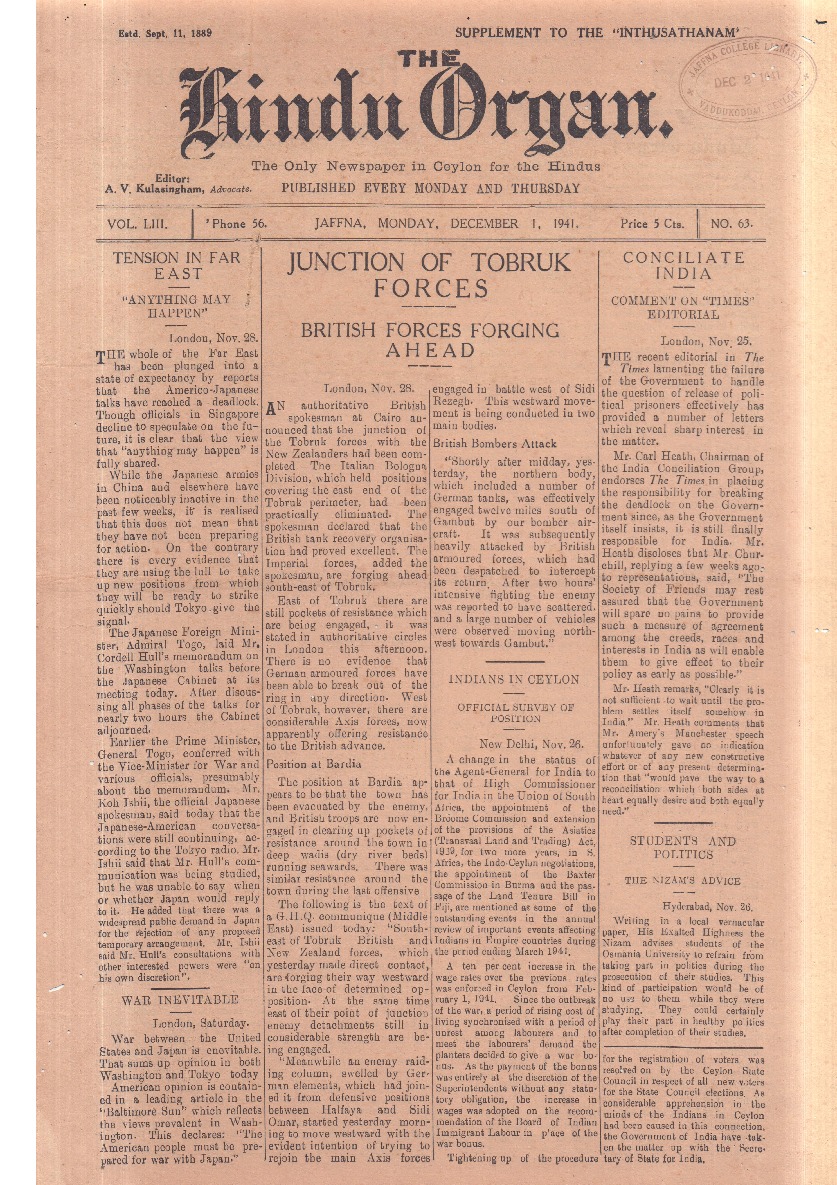 Estd. Sept, 11, 1889
SUPPLEMENT TO THE "INTHUSATHANAM"
THE
Hindu Organ.
JAFFNA COLLEGE LIBRARY
DEC 2 1941
VADDUKODDAI, CEYLON
The Only Newspaper in Ceylon for the Hindus
Editor:
A. V. Kulasingham, Advocate.
PUBLISHED EVERY MONDAY AND THURSDAY
VOL. LIII.
'Phone 56.
JAFFNA, MONDAY, DECEMBER 1, 1941.
Price 5 Cts.
NO. 63.
TENSION IN FAR
EAST
"ANYTHING MAY
HAPPEN"
London, Nov. 28.
THE whole of the Far East
has been plunged into a
state of expectancy by reports
that the Americo-Japanese
talks have reached a deadlock.
Though officials in Singapore
decline to speculate on the fu-
ture, it is clear that the view
that "anything may happen" is
fully shared.
While the Japanese armies
in China and elsewhere have
been noticeably inactive in the
past few weeks, it is realised
that this does not mean that
they have not been preparing
for action. On the contrary
there is every evidence that
they are using the lull to take
up new positions from which
they will be ready to strike
quickly should Tokyo give the
signal.
The Japanese Foreign Mini-
ster, Admiral Togo, laid Mr.
Cordell Hull's memorandum on
the Washington talks before
the Japanese Cabinet at its
meeting today. After discus-
sing all phases of the talks for
nearly two hours the Cabinet
adjourned.
Earlier the Prime Minister,
General Togo, conferred with
the Vice-Minister for War and
various officials, presumably
about the memorandum. Mr.
Koh Ishii, the official Japanese
spokesman, said today that the
Japanese-American conversa-
tions were still continuing, ac-
cording to the Tokyo radio. Mr.
Ishii said that Mr. Hull's com-
munication was being studied,
but he was unable to say when
or whether Japan would reply
to it. He added that there was a
widespread public demand in Japan
for the rejection of any proposed
temporary arrangement. Mr. Ishii
said Mr. Hull's consultations with
other interested powers were "on
his own discretion".
WAR INEVITABLE
London, Saturday.
War between the United
States and Japan is inevitable.
That sums up opinion in both
Washington and Tokyo today
American opinion is contain-
ed in a leading article in the
"Baltimore Sun" which reflects
the views prevalent in Wash-
ington. This declares: "The
American people must be pre-
pared for war with Japan."
JUNCTION OF TOBRUK
FORCES
BRITISH FORCES FORGING
AHEAD
London, Nov. 28.
AN authoritative British
spokesman at Cairo an-
nounced that the junction of
the Tobruk forces with the
New Zealanders had been com-
pleted The Italian Bologna
Division, which held positions
covering the east end of the
Tobruk perimeter, had been
practically eliminated. The
spokesman declared that the
British tank recovery organisa-
tion had proved excellent. The
Imperial forces, added the
spokesman, are forging ahead
south-east of Tobruk.
East of Tobruk there are
still pockets of resistance which
are being engaged, it was
stated in authoritative circles
in London this afternoon.
There is no evidence that
German armoured forces have
been able to break out of the
ring in any direction. West
of Tobruk, however, there are
considerable Axis forces, now
apparently offering resistance
to the British advance.
Position at Bardia
The position at Bardia ap-
pears to be that the town has
been evacuated by the enemy,
and British troops are now en-
gaged in clearing up pockets of
resistance around the town in
deep wadis (dry river beds)
running seawards. There was
similar resistance around the
town during the last offensive
The following is the text of
a G.H.Q. communique (Middle
East) issued today: "South-
east of Tobruk British and
New Zealand forces, which
yesterday made direct contact,
are forging their way westward
in the face of determined op-
position. At the same time
east of their point of junction
enemy detachments still in
considerable strength are be-
ing engaged.
"Meanwhile an enemy raid-
ing column, swelled by Ger-
man elements, which had join-
ed it from defensive positions
between Halfaya and Sidi
Omar, started yesterday morn-
ing to move westward with the
evident intention of trying to
rejoin the main Axis forces
engaged in battle west of Sidi
Rezegh. This westward move-
ment is being conducted in two
main bodies.
British Bombers Attack
"Shortly after midday, yes-
terday, the northern body,
which included a number of
German tanks, was effectively
engaged twelve miles south of
Gambut by our bomber air-
craft. It was subsequently
heavily attacked by British
armoured forces, which had
been despatched to intercept
its return. After two hours'
intensive fighting the enemy
was reported to have scattered,
and a large number of vehicles
were observed moving north-
west towards Gambut."
INDIANS IN CEYLON
OFFICIAL SURVEY OF
POSITION
New Delhi, Nov. 26.
A change in the status of
the Agent-General for India to
that of High Commissioner
for India in the Union of South
Africa, the appointment of the
Broome Commission and extension
of the provisions of the Asiatics
(Transvaal Land and Trading) Act,
1939, for two more years, in S.
Africa, the Indo-Ceylon negotiations,
the appointment of the Baxter
Commission in Burma and the pas-
sage of the Land Tenure Bill in
Fiji, are mentioned as some of the
outstanding events in the annual
review of important events affecting
Indians in Empire countries during
the period ending March 1941.
A ten per cent increase in the
wage rates over the previous rates
was enforced in Ceylon from Feb-
ruary 1, 1941. Since the outbreak
of the war, a period of rising cost of
living synchronised with a period of
unrest among labourers and to
meet the labourers' demand the
planters decided to give a war bo-
nus. As the payment of the bonus
was entirely at the discretion of the
Superintendents without any statu-
tory obligation, the increase in
wages was adopted on the recom-
mendation of the Board of Indian
Immigrant Labour in place of the
war bonus.
Tightening up of the procedure
CONCILIATE
INDIA
COMMENT ON "TIMES"
EDITORIAL
London, Nov. 25.
THE recent editorial in The
Times lamenting the failure
of the Government to handle
the question of release of poli-
tical prisoners effectively has
provided a number of letters
which reveal sharp interest in
the matter.
Mr. Carl Heath, Chairman of
the India Conciliation Group,
endorses The Times in placing
the responsibility for breaking
the deadlock on the Govern-
ment since, as the Government
itself insists, it is still finally
responsible for India. Mr.
Heath discloses that Mr. Chur-
chill, replying a few weeks ago
to representations, said, "The
Society of Friends may rest
assured that the Government
will spare no pains to provide
such a measure of agreement
among the creeds, races and
interests in India as will enable
them to give effect to their
policy as early as possible."
Mr. Heath remarks, "Clearly it is
not sufficient to wait until the pro-
blem settles itself somehow in
India." Mr. Heath comments that
Mr. Amery's Manchester speech
unfortunately gave no indication
whatever of any new constructive
effort or of any present determina-
tion that "would pave the way to a
reconciliation which both sides at
heart equally desire and both equally
need."
STUDENTS AND
POLITICS
THE NIZAM'S ADVICE
Hyderabad, Nov. 26.
Writing in a local vernacular
paper, His Exalted Highness the
Nizam advises students of the
Osmania University to refrain from
taking part in politics during the
prosecution of their studies. This
kind of participation would be of
no use to them while they were
studying. They could certainly
play their part in healthy politics
after completion of their studies.
for the registration of voters was
resolved on by the Ceylon State
Council in respect of all new voters
for the State Council elections. As
considerable apprehension in the
minds of the Indians in Ceylon
had been caused in this connection,
the Government of India have tak-
en the matter up with the Secre-
tary of State for India.